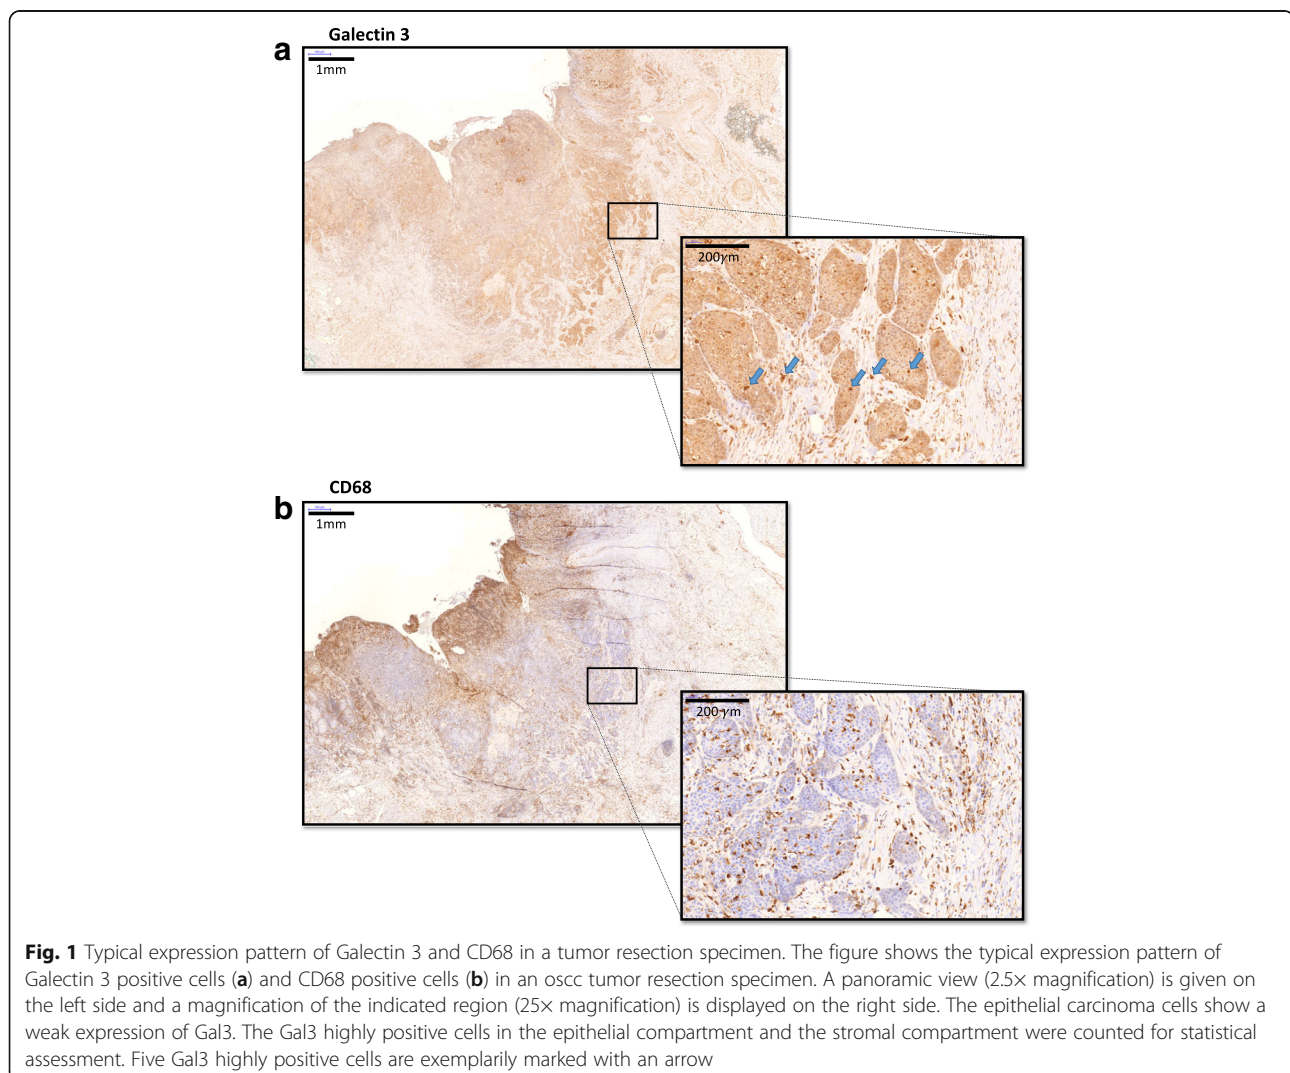 Galectin 3
a
1mm
200γm
CD68
b
1mm
200γm
Fig. 1 Typical expression pattern of Galectin 3 and CD68 in a tumor resection specimen. The figure shows the typical expression pattern of
Galectin 3 positive cells (a) and CD68 positive cells (b) in an oscc tumor resection specimen. A panoramic view (2.5× magnification) is given on
the left side and a magnification of the indicated region (25× magnification) is displayed on the right side. The epithelial carcinoma cells show a
weak expression of Gal3. The Gal3 highly positive cells in the epithelial compartment and the stromal compartment were counted for statistical
assessment. Five Gal3 highly positive cells are exemplarily marked with an arrow